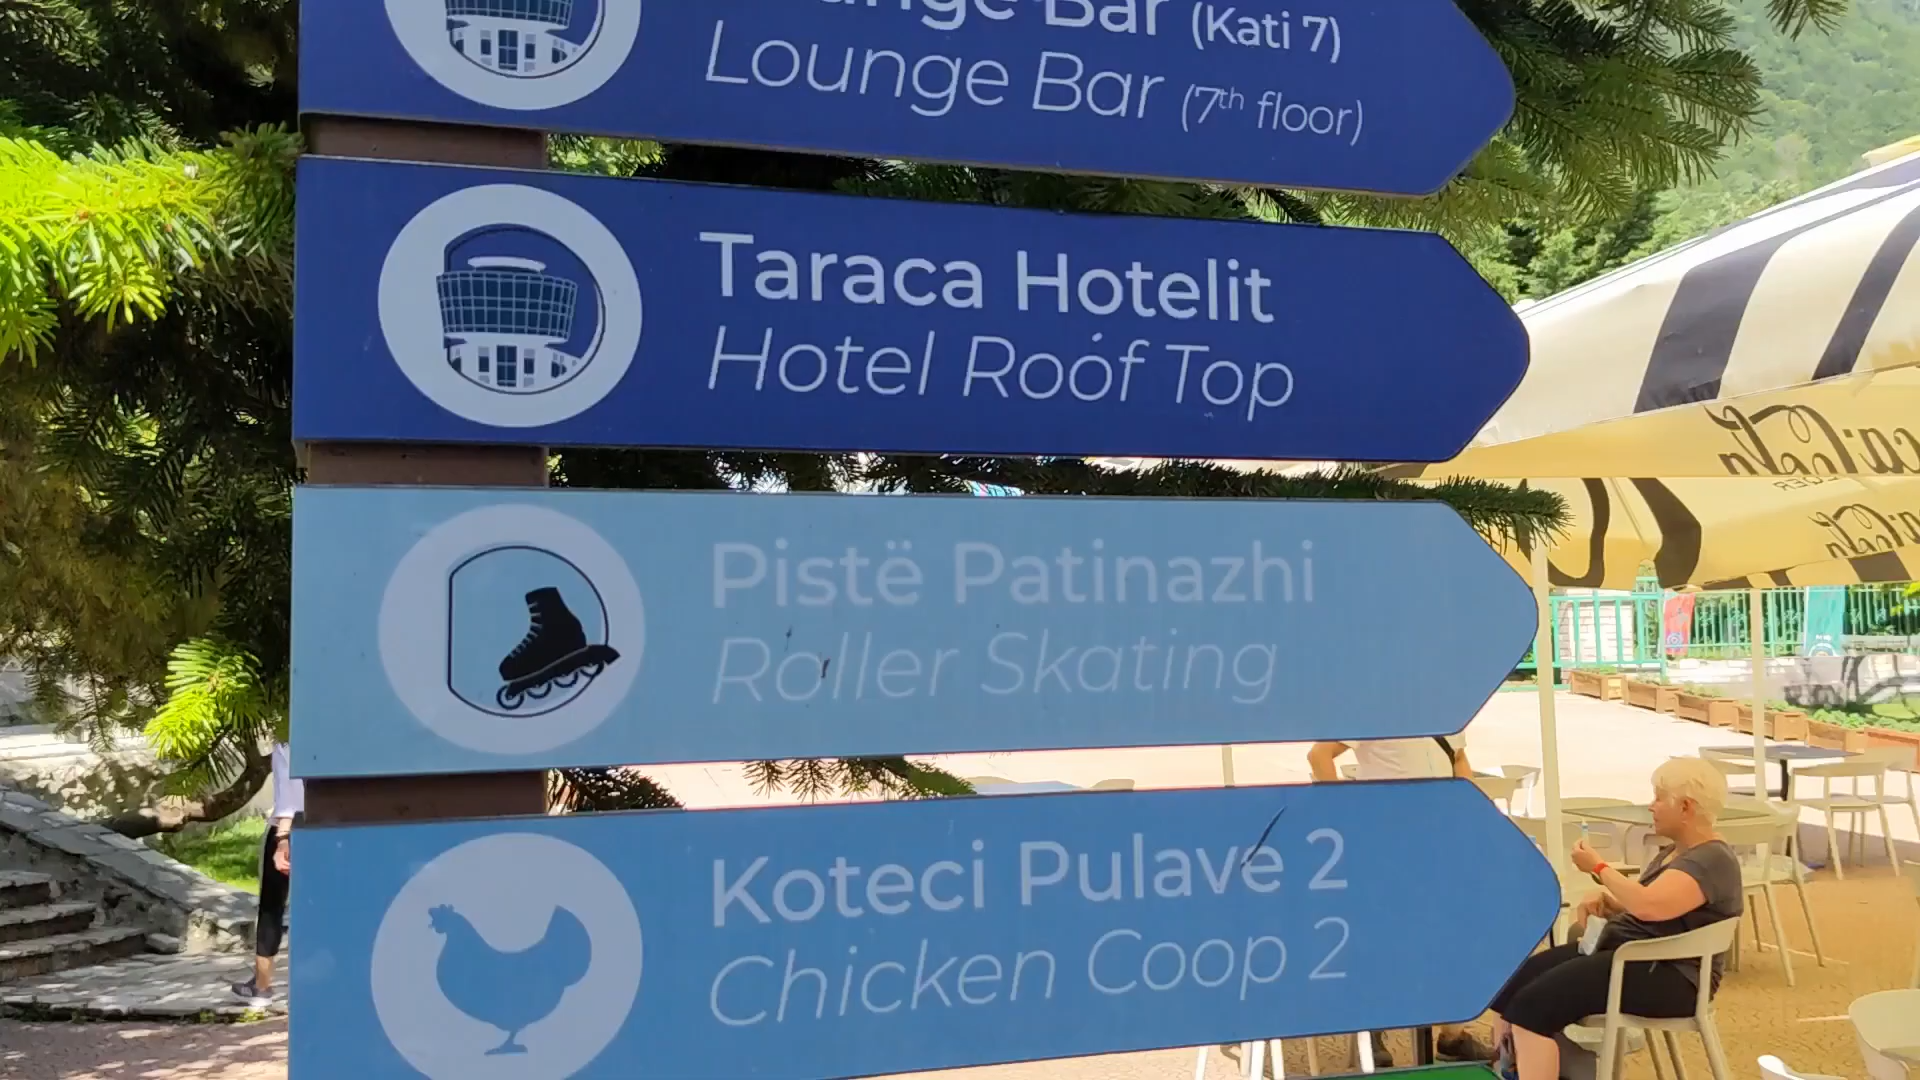 Lounge Bar (Kati 7)
Lounge Bar (7th floor)
Taraca Hotelit
Hotel Roof Top
Pistë Patinazhi
Roller Skating
Koteci Pulave 2
Chicken Coop 2